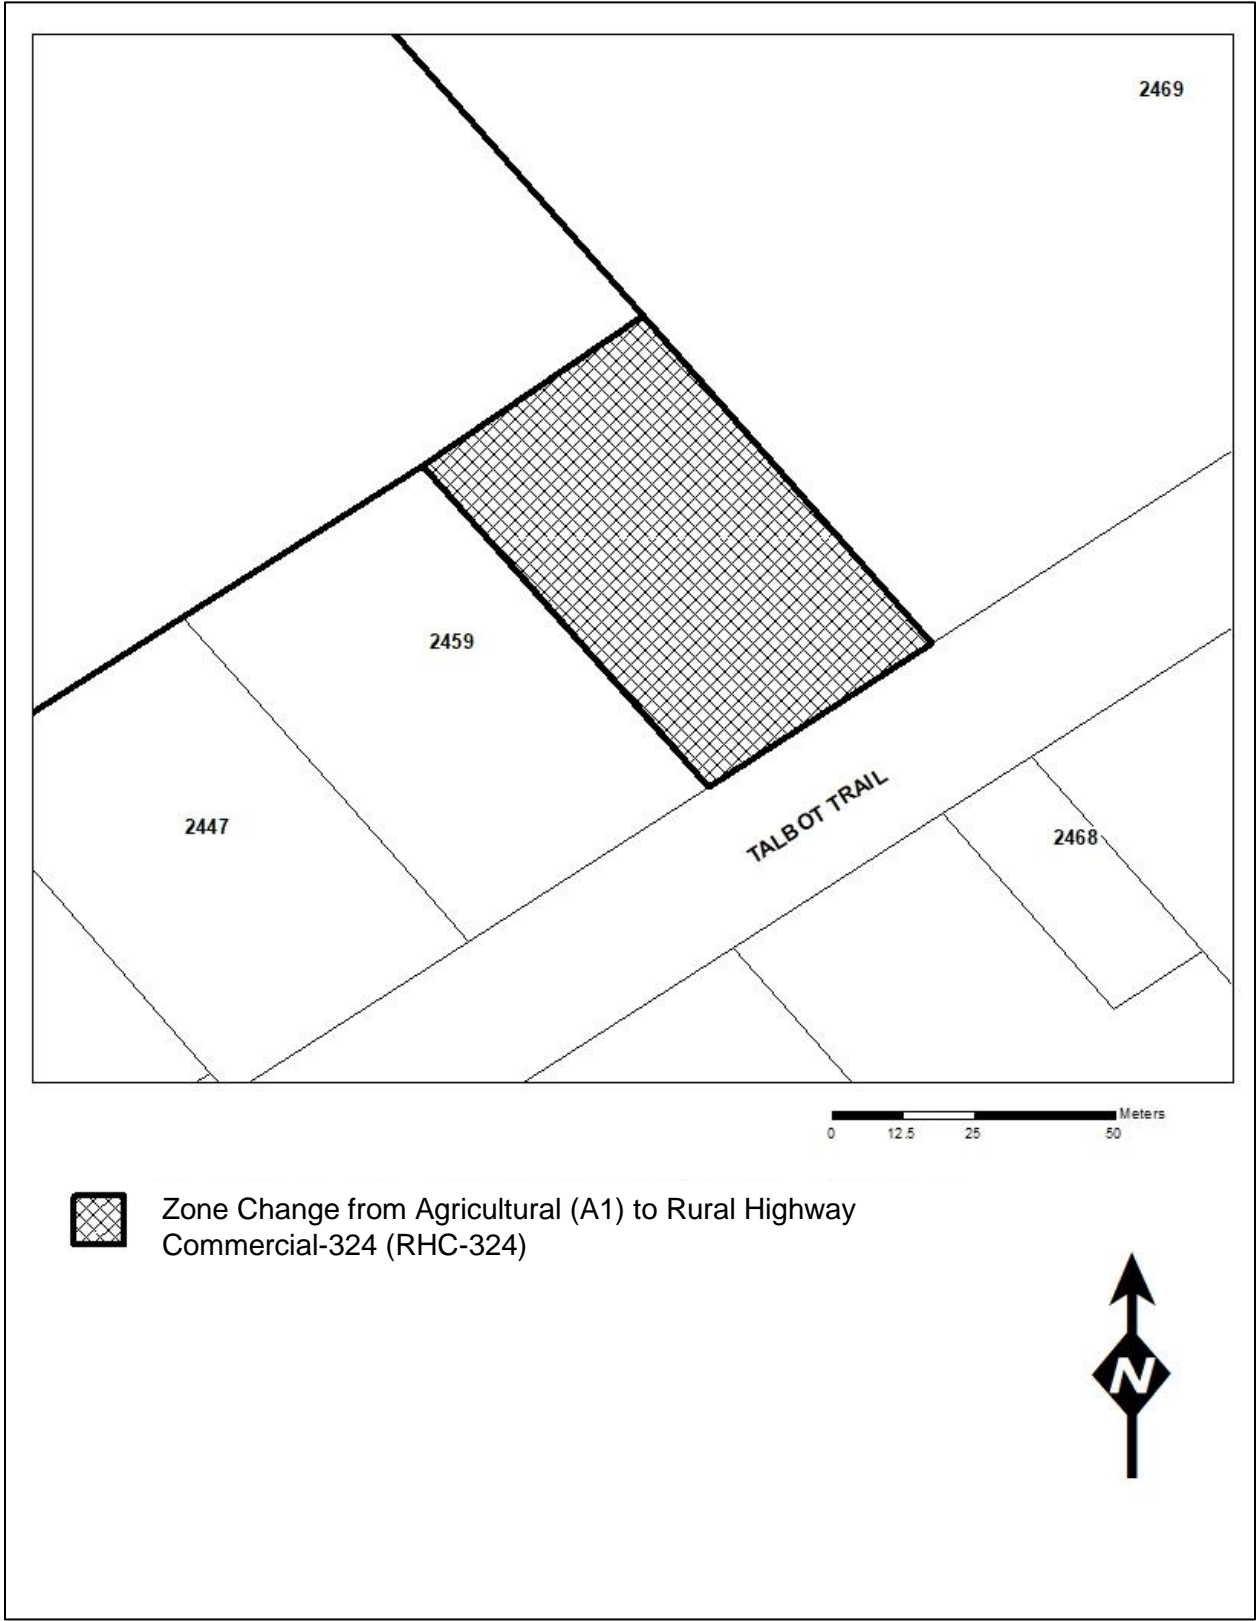 2469
2459
2447
TALBOT TRAIL
2468
Meters
0 12.5 25 50
Zone Change from Agricultural (A1) to Rural Highway
Commercial-324 (RHC-324)
N